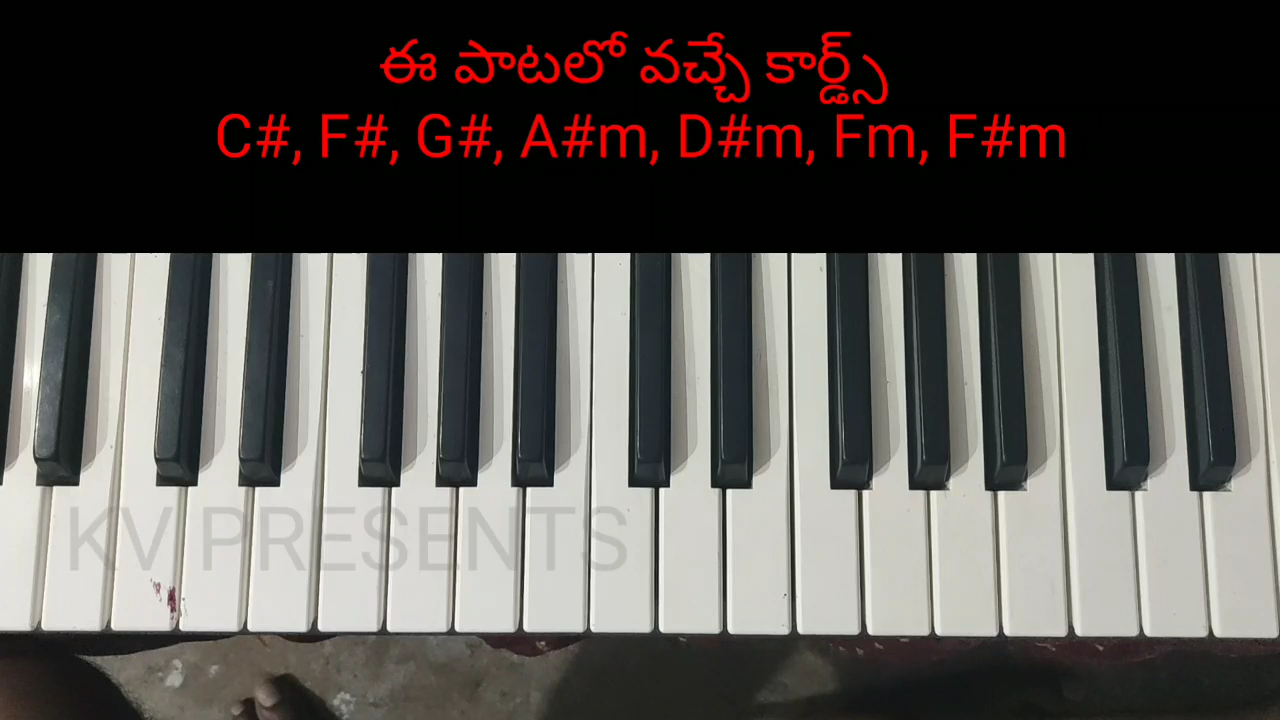 ఈ పాటలో వచ్చే కార్డ్స్
C#, F#, G#, A#m, D#m, Fm, F#m
KV PRESENTS